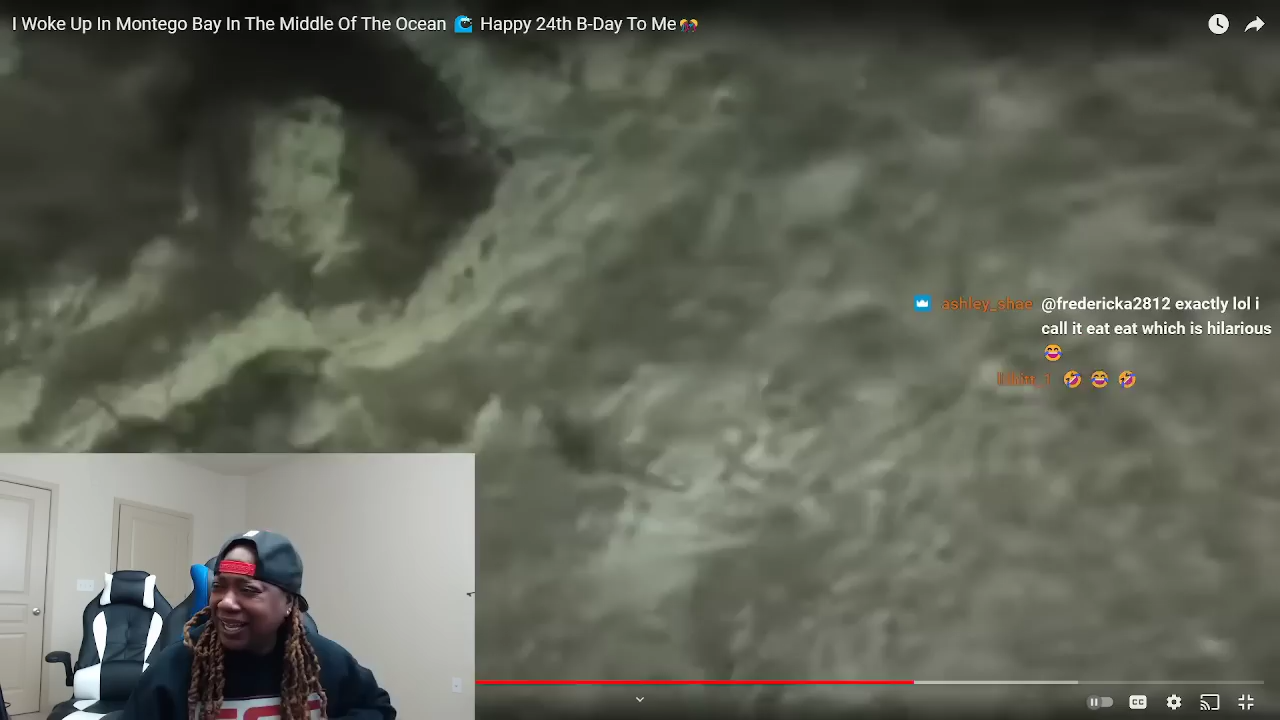 I Woke Up In Montego Bay In The Middle Of The Ocean 🌊 Happy 24th B-Day To Me
ashley_shae @fredericka2812 exactly lol i
call it eat eat which is hilarious
😂
🤣 😂 🤣
CC